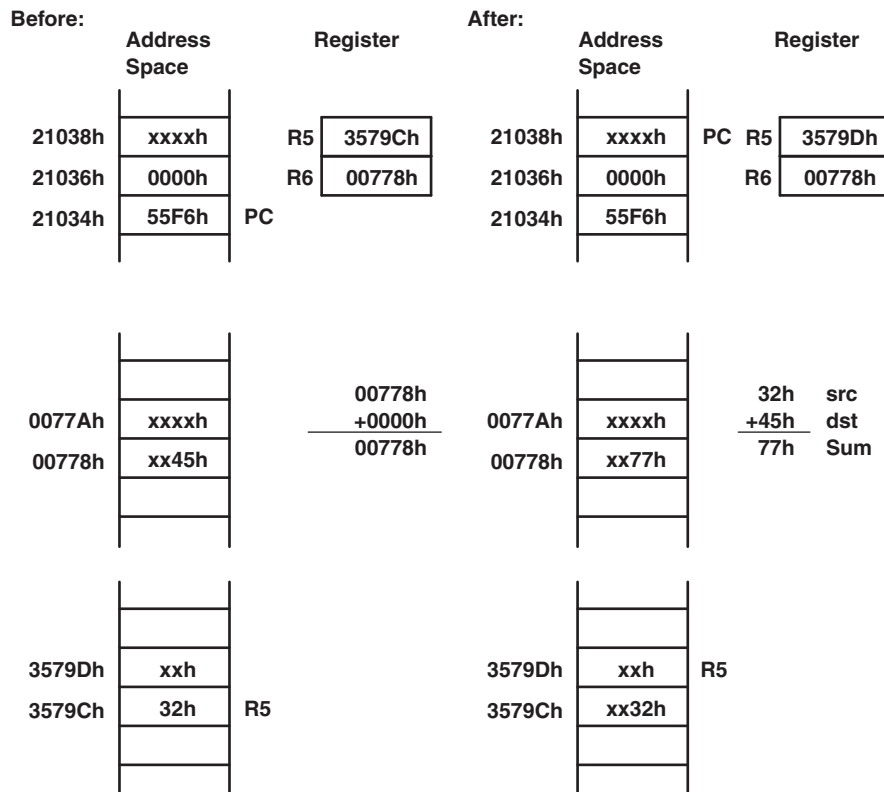 Before:
Address Space
Register
21038h xxxxh R5 3579Ch
21036h 0000h R6 00778h
21034h 55F6h PC
00778h
0077Ah xxxxh +0000h
00778h xx45h 00778h
3579Dh xxh
3579Ch 32h R5
After:
Address Space
Register
21038h xxxxh PC R5 3579Dh
21036h 0000h R6 00778h
21034h 55F6h
32h src
0077Ah xxxxh +45h dst
00778h xx77h 77h Sum
3579Dh xxh R5
3579Ch xx32h